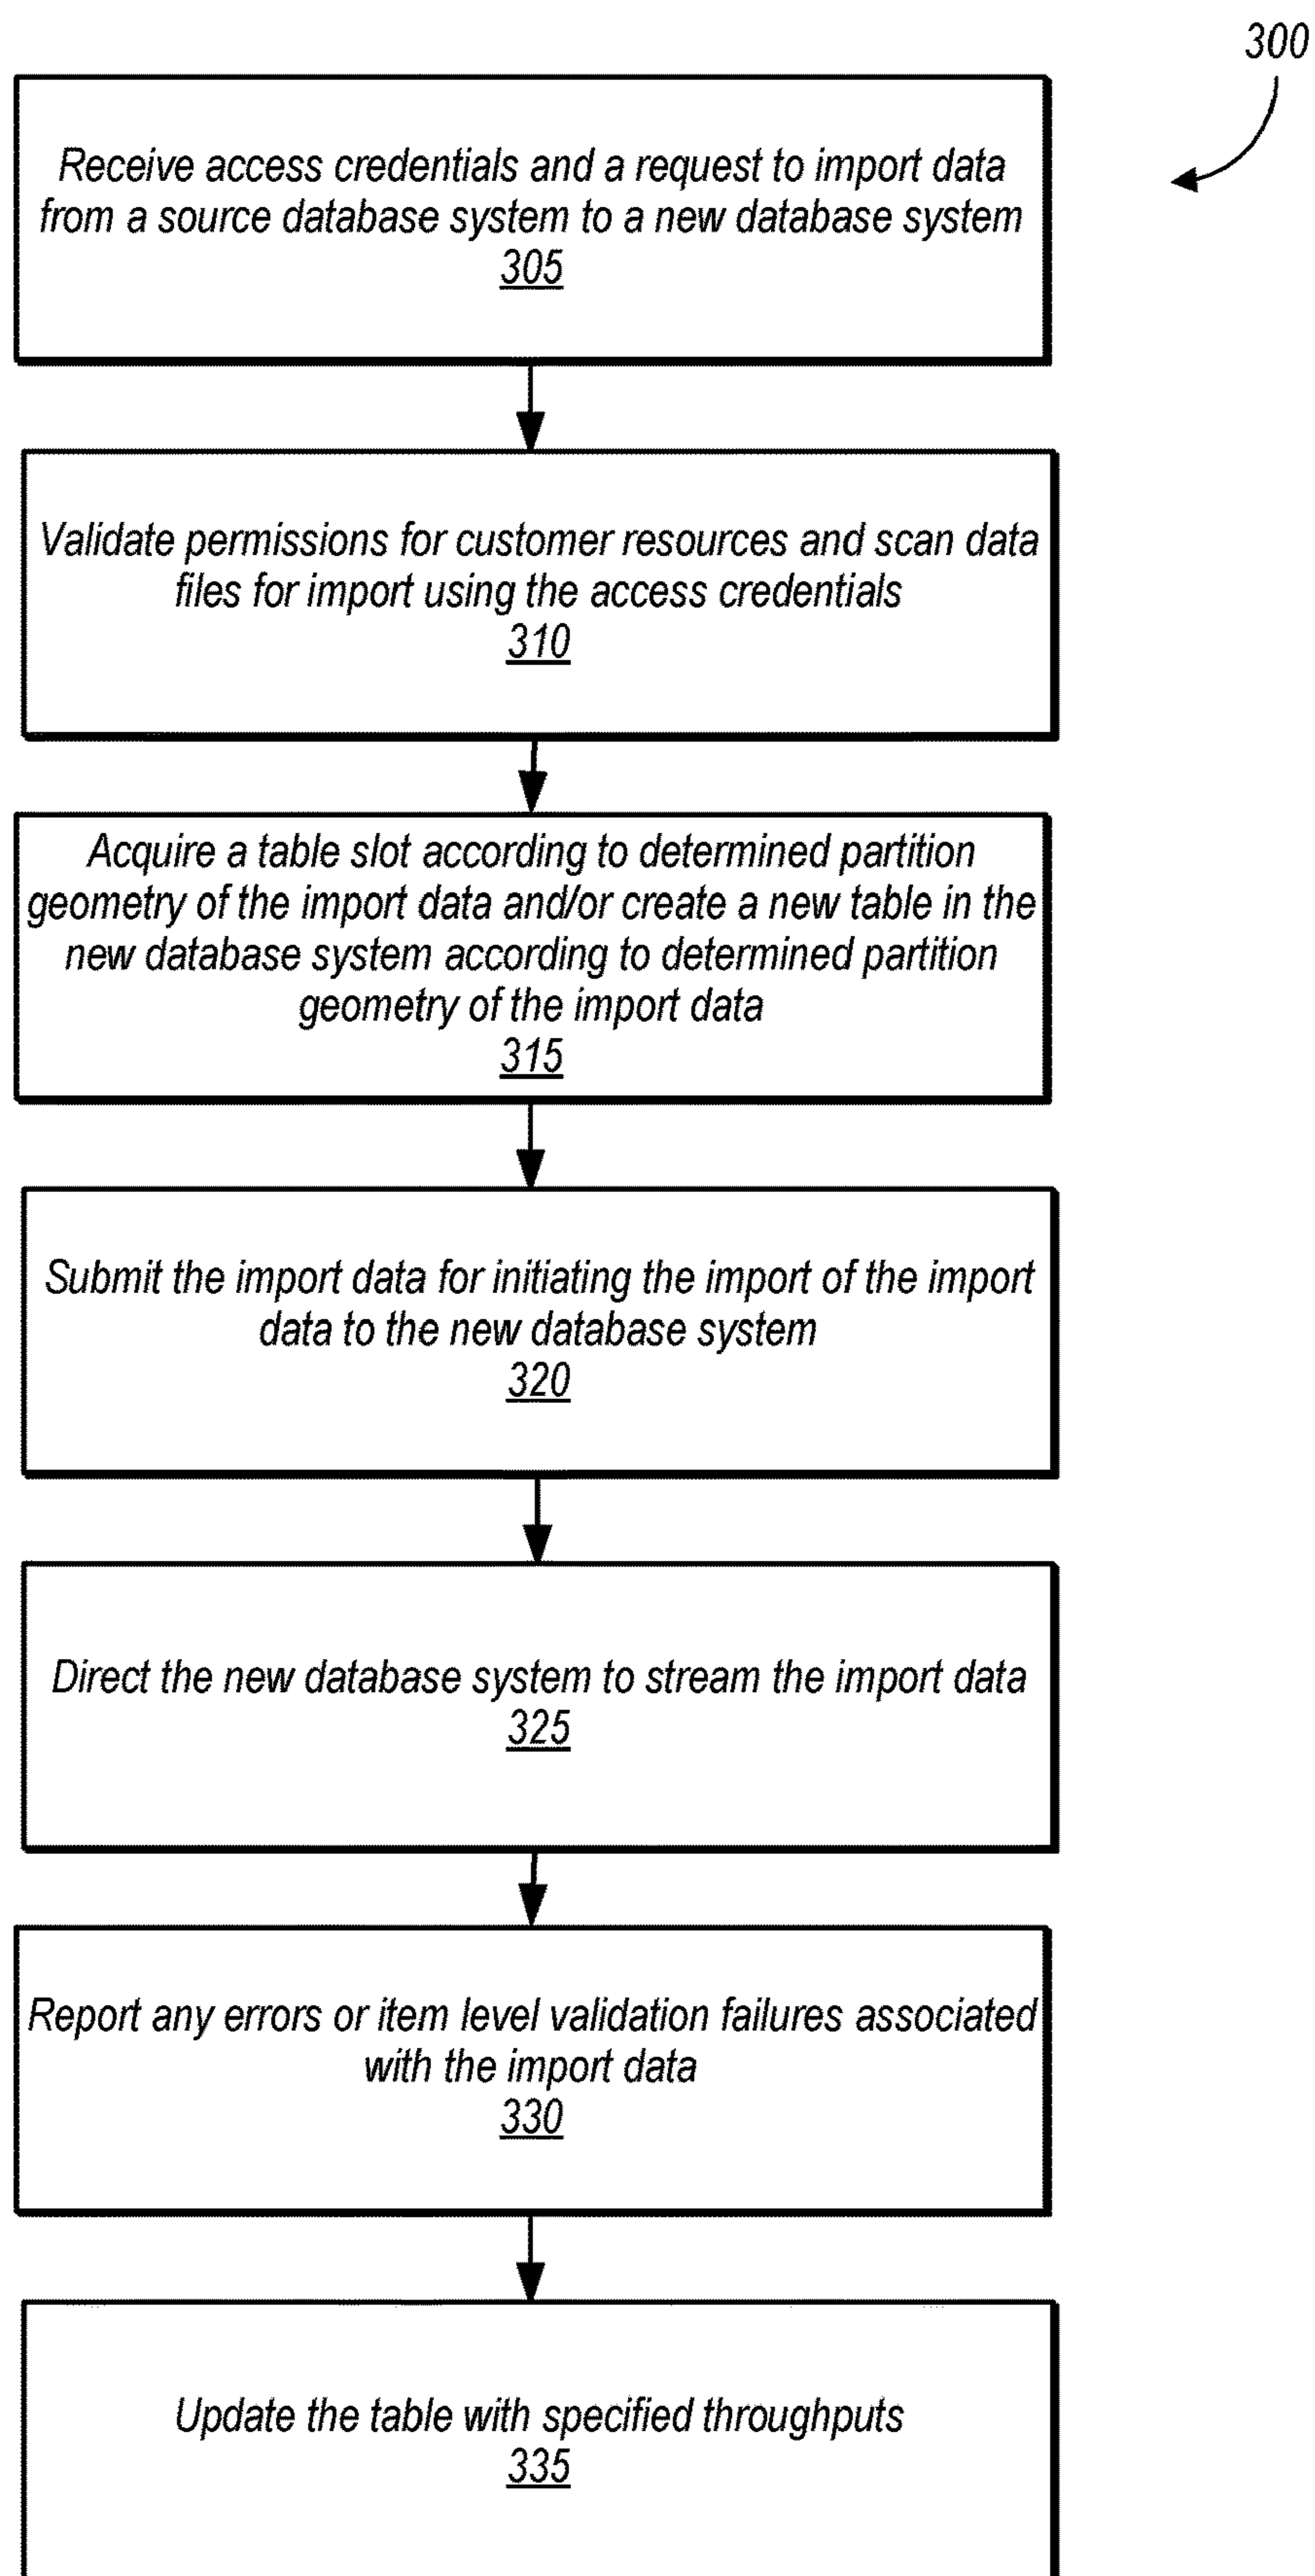 300
Receive access credentials and a request to import data
from a source database system to a new database system
305
Validate permissions for customer resources and scan data
files for import using the access credentials
310
Acquire a table slot according to determined partition
geometry of the import data and/or create a new table in the
new database system according to determined partition
geometry of the import data
315
Submit the import data for initiating the import of the import
data to the new database system
320
Direct the new database system to stream the import data
325
Report any errors or item level validation failures associated
with the import data
330
Update the table with specified throughputs
335